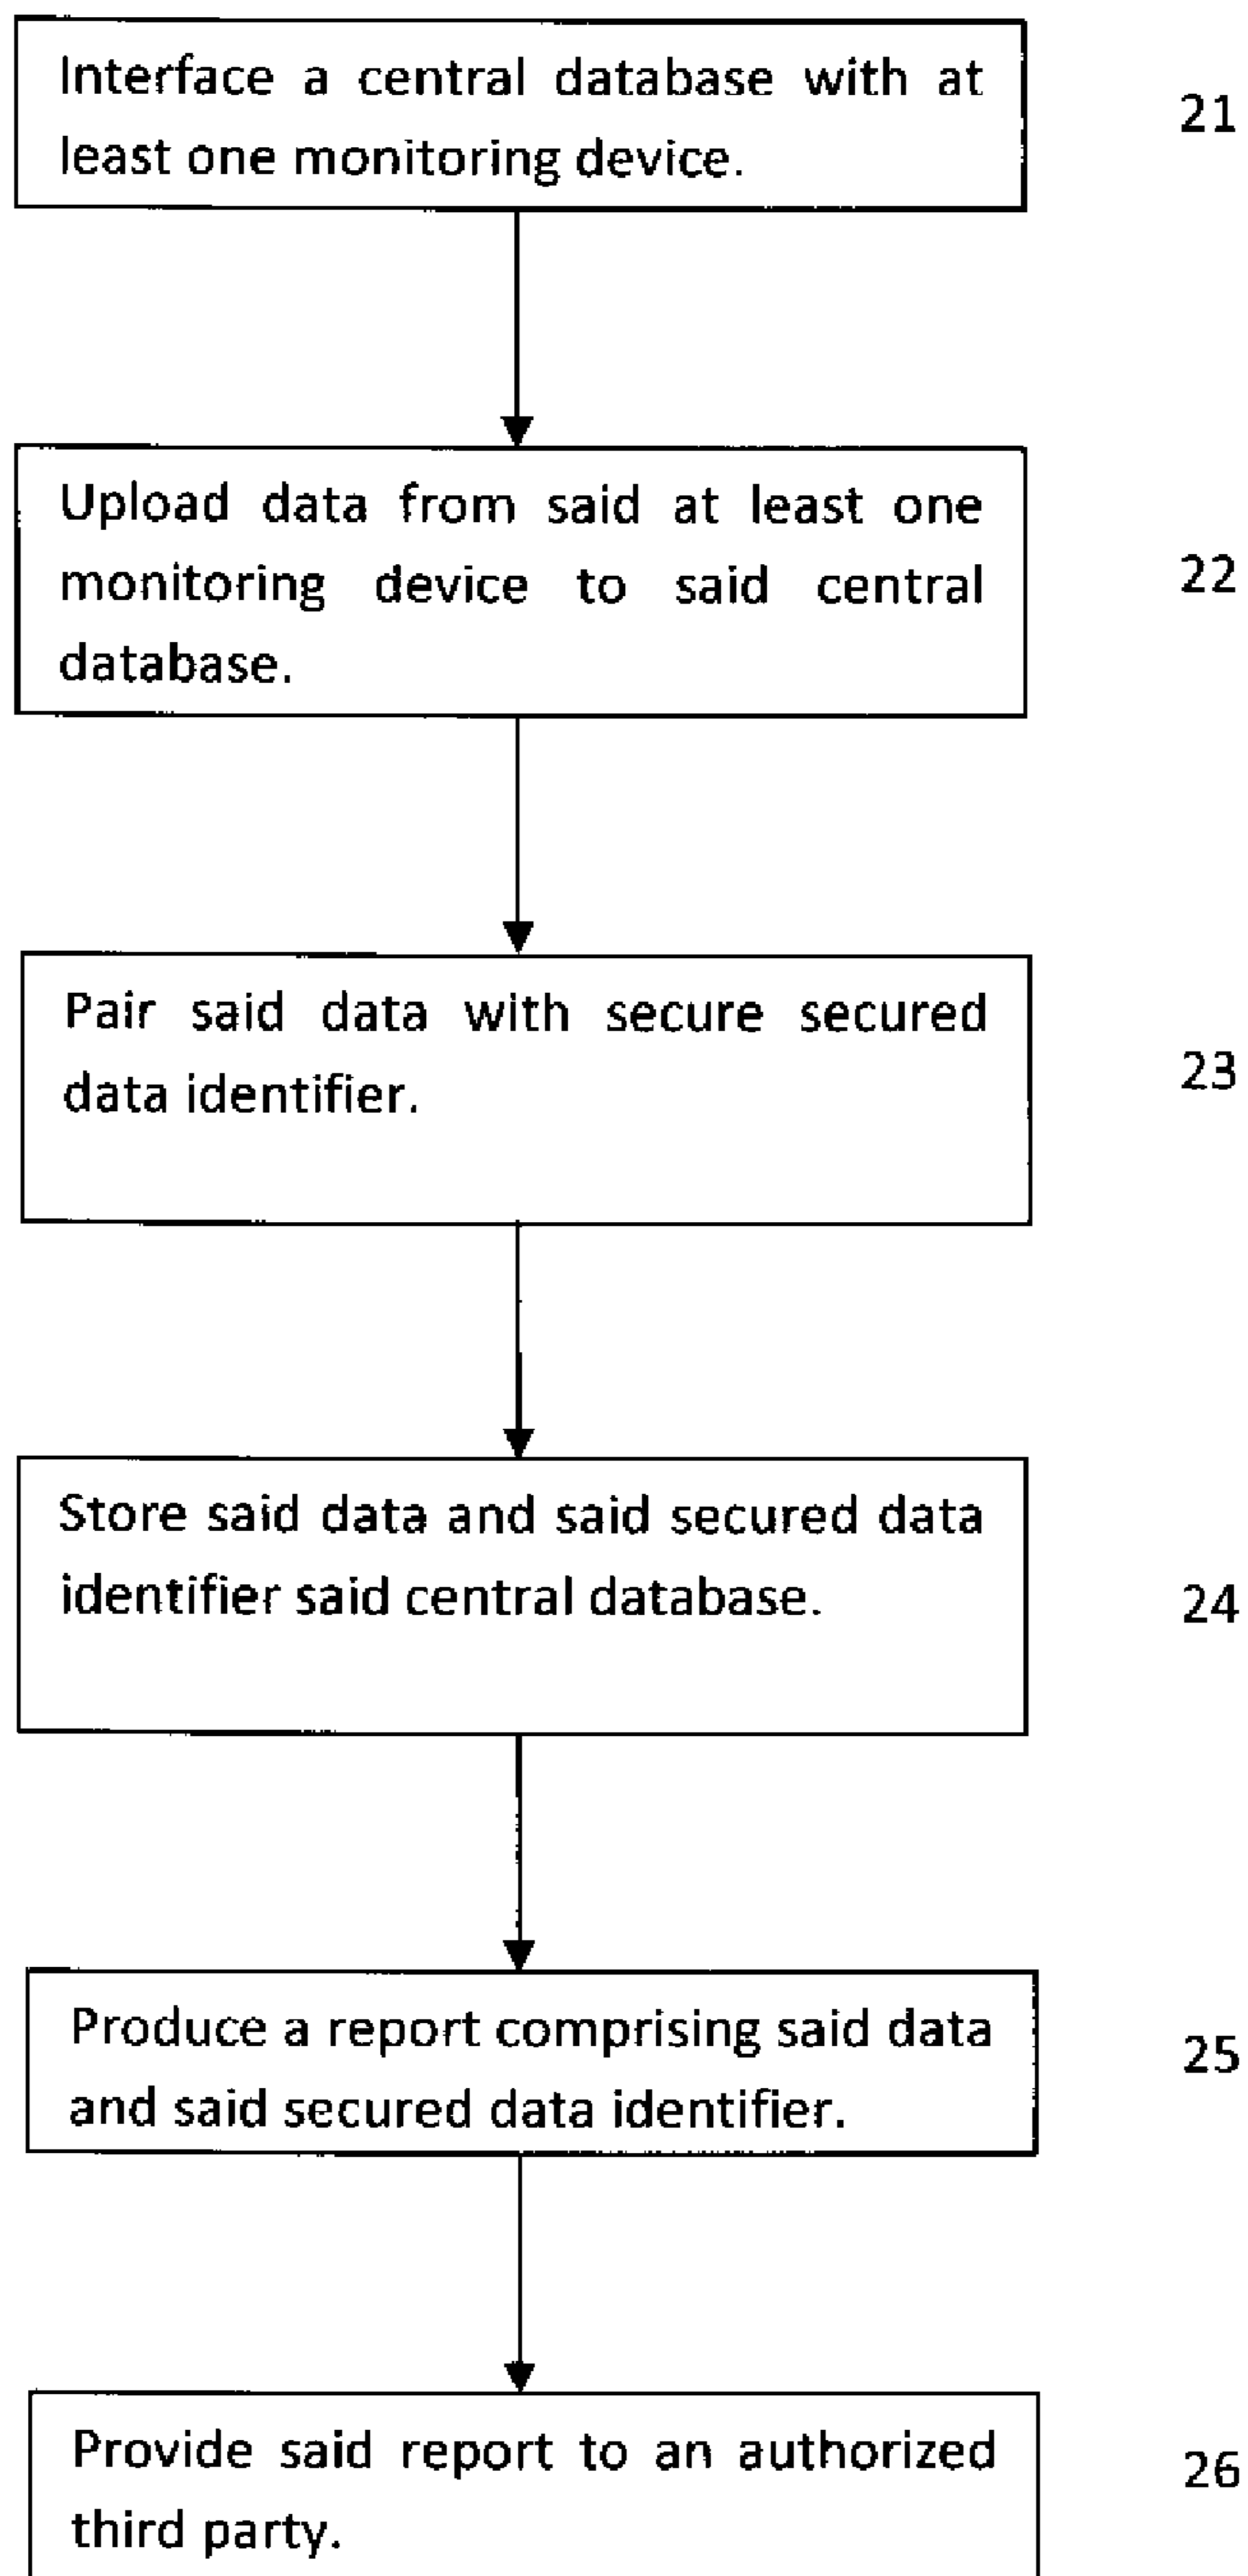 Interface a central database with at
least one monitoring device.
21
Upload data from said at least one
monitoring device to said central
database.
22
Pair said data with secure secured
data identifier.
23
Store said data and said secured data
identifier said central database.
24
Produce a report comprising said data
and said secured data identifier.
25
Provide said report to an authorized
third party.
26